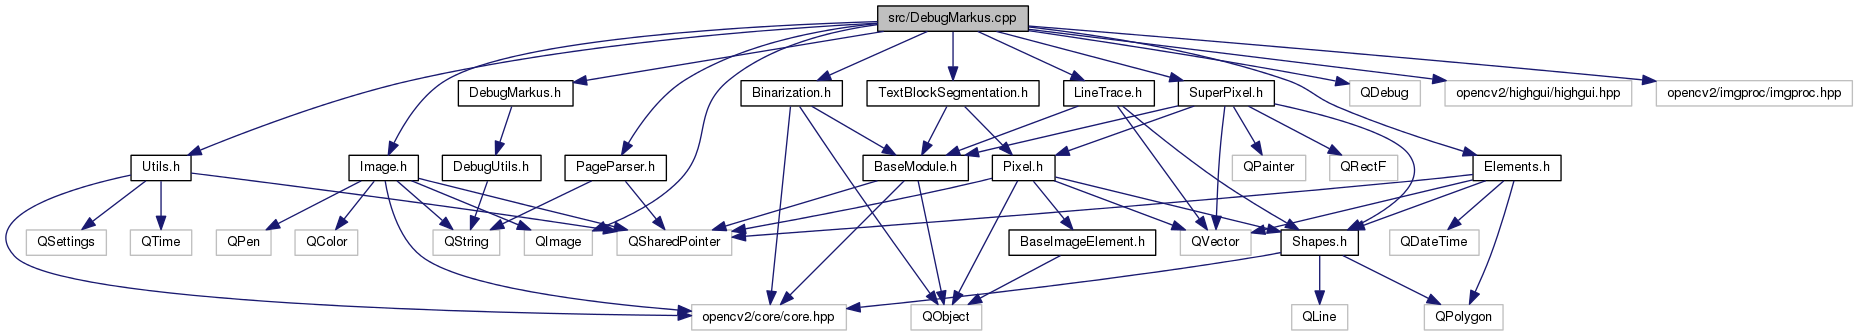 src/DebugMarkus.cpp
DebugMarkus.h
Binarization.h
TextBlockSegmentation.h
LineTrace.h
SuperPixel.h
QDebug
opencv2/highgui/highgui.hpp
opencv2/imgproc/imgproc.hpp
Utils.h
Image.h
DebugUtils.h
PageParser.h
BaseModule.h
Pixel.h
QPainter
QRectF
Elements.h
QSettings
QTime
QPen
QColor
QString
QImage
QSharedPointer
BaseImageElement.h
QVector
Shapes.h
QDateTime
opencv2/core/core.hpp
QObject
QLine
QPolygon